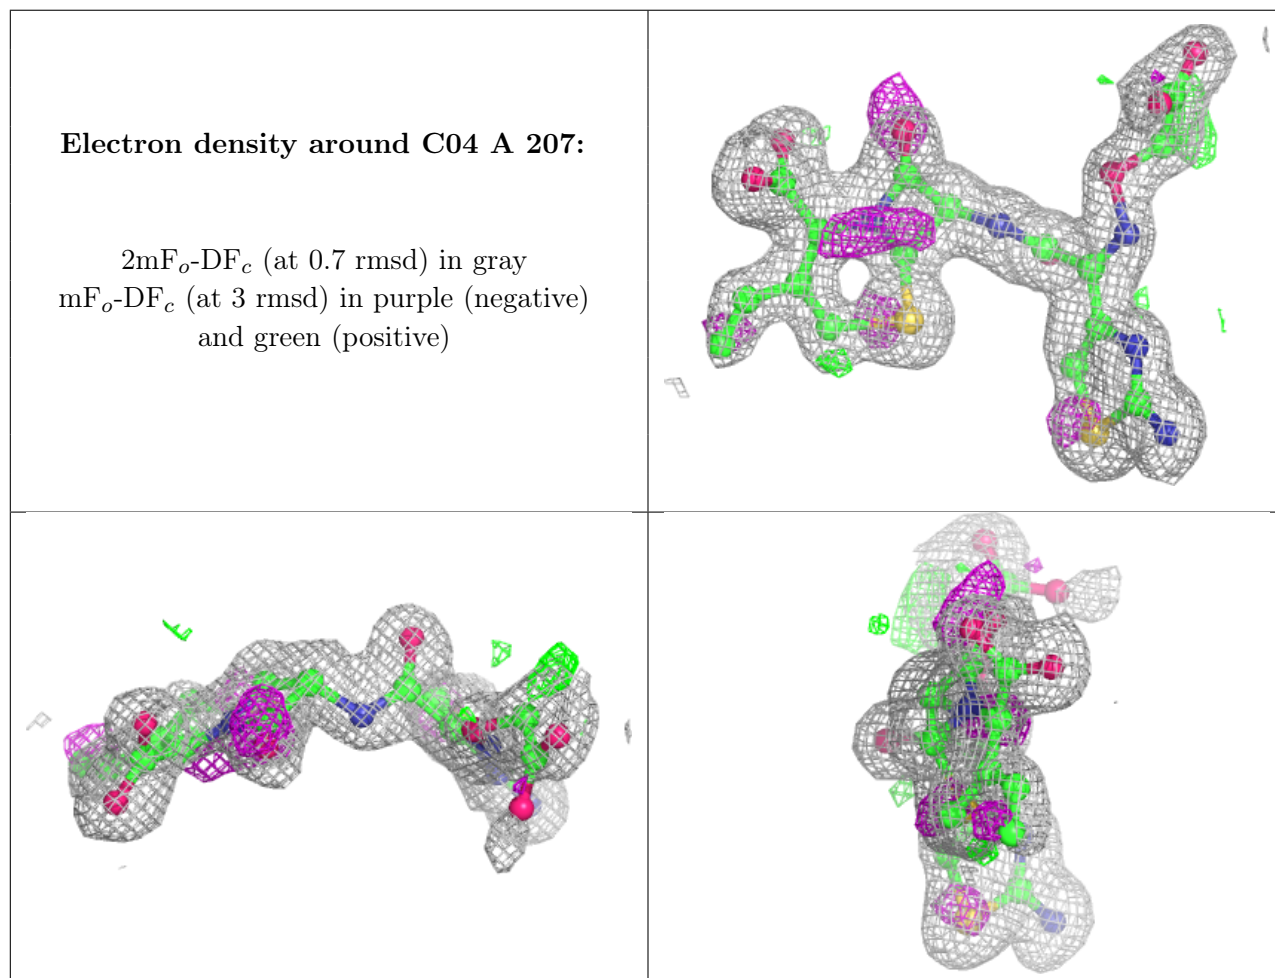 Electron density around C04 A 207:
2mFo-DFc (at 0.7 rmsd) in gray
mFo-DFc (at 3 rmsd) in purple (negative)
and green (positive)